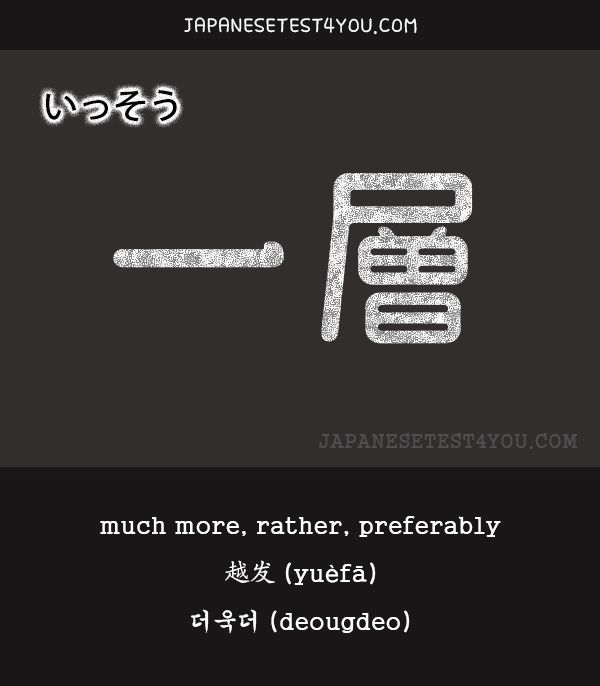 JAPANESETEST4YOU.COM
いっそう
一層
JAPANESETEST4YOU.COM
much more, rather, preferably
越发 (yuèfā)
더욱더 (deougdeo)